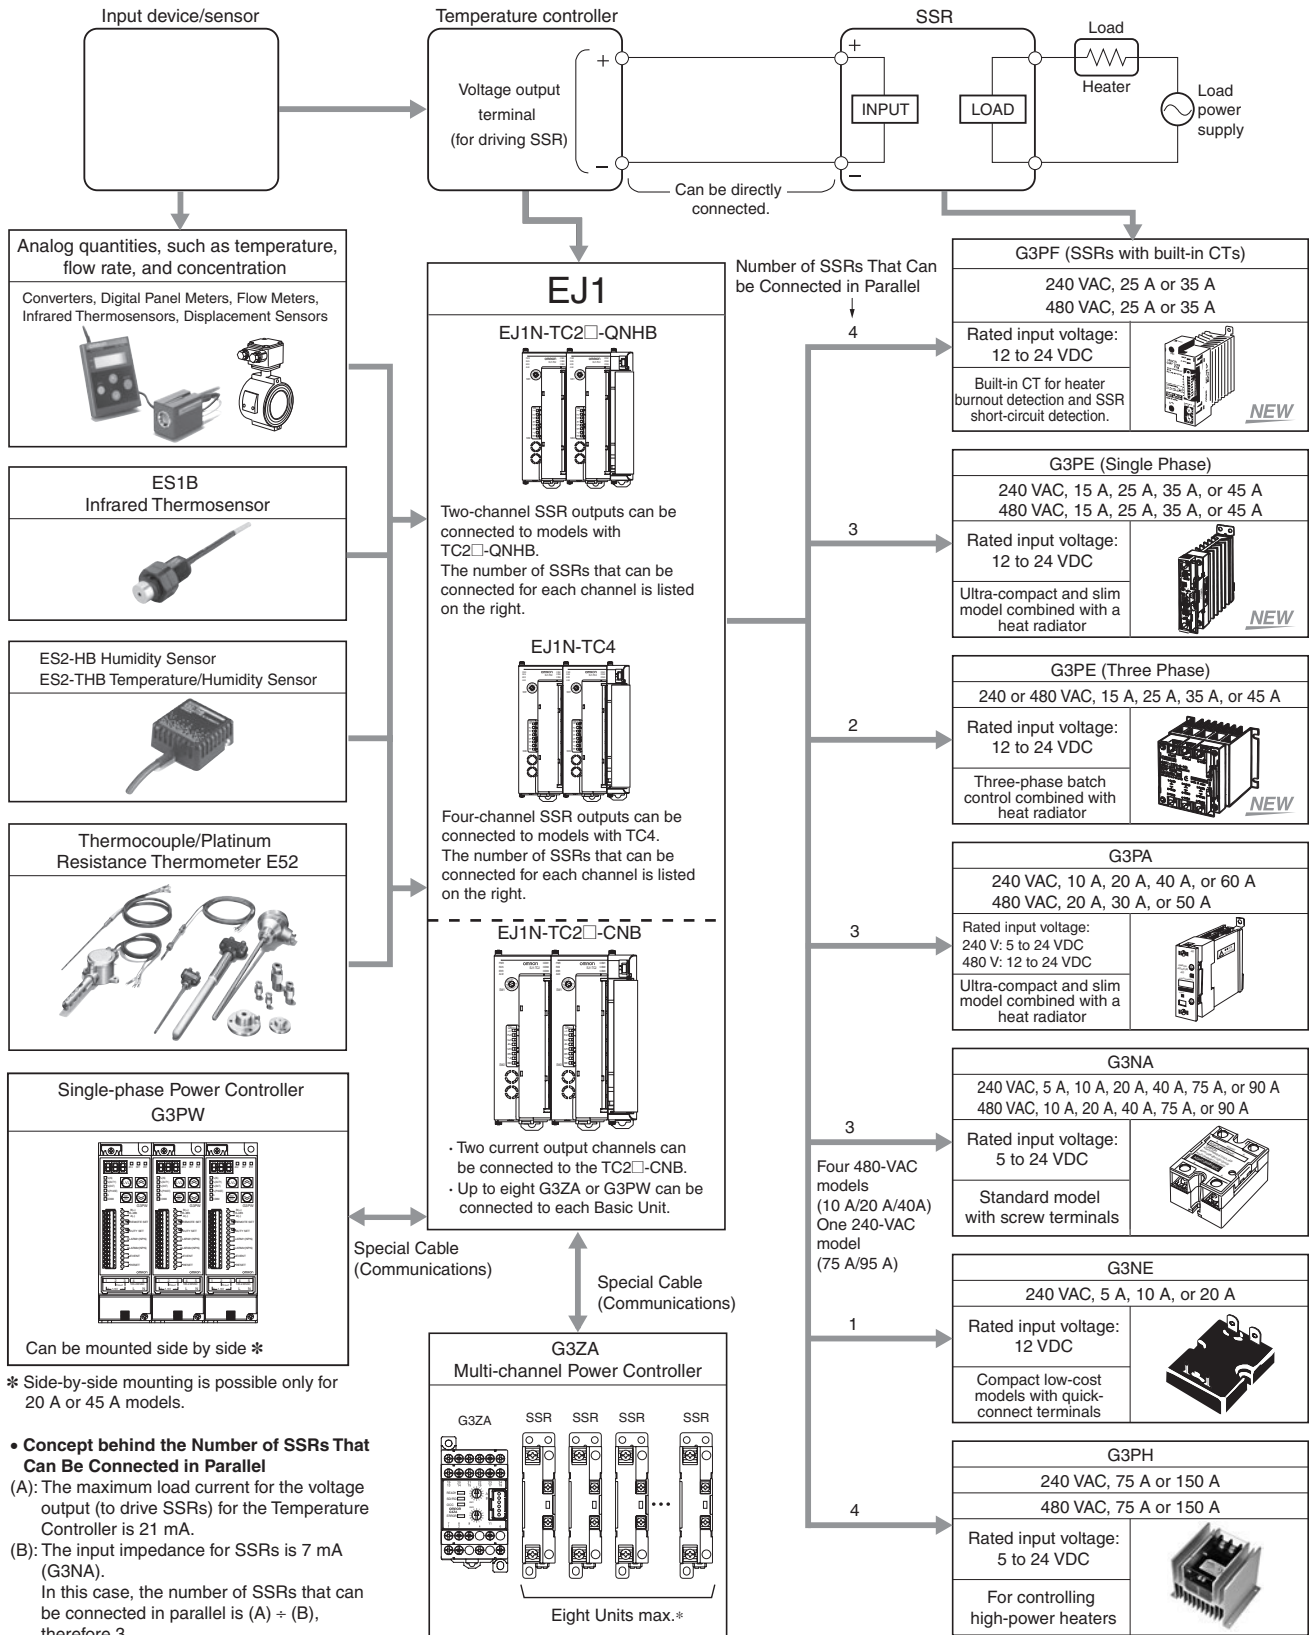 Input device/sensor
Temperature controller
SSR
Load
Heater
Load
power
supply
+
Voltage output
terminal
(for driving SSR)
−
+
INPUT
LOAD
−
Can be directly
connected.
Analog quantities, such as temperature,
flow rate, and concentration
Converters, Digital Panel Meters, Flow Meters,
Infrared Thermosensors, Displacement Sensors
ES1B
Infrared Thermosensor
ES2-HB Humidity Sensor
ES2-THB Temperature/Humidity Sensor
Thermocouple/Platinum
Resistance Thermometer E52
Single-phase Power Controller
G3PW
Can be mounted side by side ✻
✻ Side-by-side mounting is possible only for
20 A or 45 A models.
• Concept behind the Number of SSRs That
Can Be Connected in Parallel
(A): The maximum load current for the voltage
output (to drive SSRs) for the Temperature
Controller is 21 mA.
(B): The input impedance for SSRs is 7 mA
(G3NA).
In this case, the number of SSRs that can
be connected in parallel is (A) ÷ (B),
therefore 3.
EJ1
EJ1N-TC2□-QNHB
Two-channel SSR outputs can be
connected to models with
TC2□-QNHB.
The number of SSRs that can be
connected for each channel is listed
on the right.
EJ1N-TC4
Four-channel SSR outputs can be
connected to models with TC4.
The number of SSRs that can be
connected for each channel is listed
on the right.
EJ1N-TC2□-CNB
· Two current output channels can
be connected to the TC2□-CNB.
· Up to eight G3ZA or G3PW can be
connected to each Basic Unit.
Special Cable
(Communications)
Special Cable
(Communications)
G3ZA
Multi-channel Power Controller
G3ZA
SSR SSR SSR SSR
Eight Units max.✻
Number of SSRs That Can
be Connected in Parallel
4
3
2
3
3
Four 480-VAC
models
(10 A/20 A/40A)
One 240-VAC
model
(75 A/95 A)
1
4
G3PF (SSRs with built-in CTs)
240 VAC, 25 A or 35 A
480 VAC, 25 A or 35 A
Rated input voltage:
12 to 24 VDC
Built-in CT for heater
burnout detection and SSR
short-circuit detection.
NEW
G3PE (Single Phase)
240 VAC, 15 A, 25 A, 35 A, or 45 A
480 VAC, 15 A, 25 A, 35 A, or 45 A
Rated input voltage:
12 to 24 VDC
Ultra-compact and slim
model combined with a
heat radiator
NEW
G3PE (Three Phase)
240 or 480 VAC, 15 A, 25 A, 35 A, or 45 A
Rated input voltage:
12 to 24 VDC
Three-phase batch
control combined with
heat radiator
NEW
G3PA
240 VAC, 10 A, 20 A, 40 A, or 60 A
480 VAC, 20 A, 30 A, or 50 A
Rated input voltage:
240 V: 5 to 24 VDC
480 V: 12 to 24 VDC
Ultra-compact and slim
model combined with a
heat radiator
G3NA
240 VAC, 5 A, 10 A, 20 A, 40 A, 75 A, or 90 A
480 VAC, 10 A, 20 A, 40 A, 75 A, or 90 A
Rated input voltage:
5 to 24 VDC
Standard model
with screw terminals
G3NE
240 VAC, 5 A, 10 A, or 20 A
Rated input voltage:
12 VDC
Compact low-cost
models with quick-
connect terminals
G3PH
240 VAC, 75 A or 150 A
480 VAC, 75 A or 150 A
Rated input voltage:
5 to 24 VDC
For controlling
high-power heaters